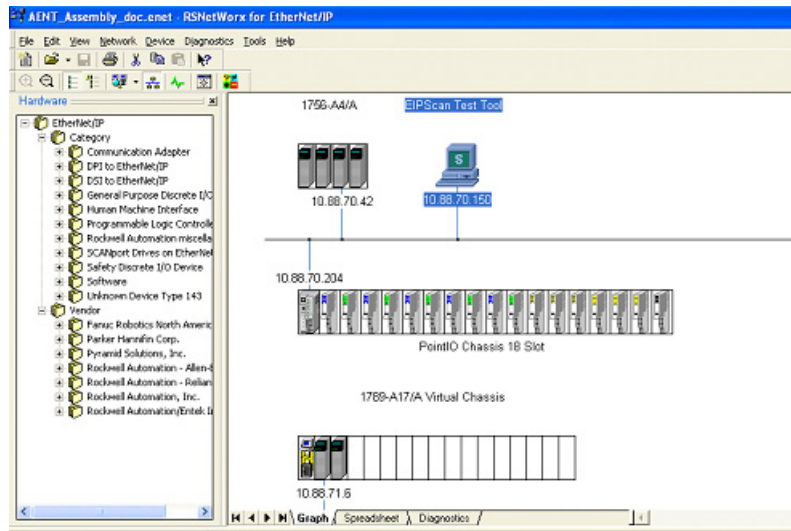 AENT_Assembly_doc.enet - RSNetWorx for EtherNet/IP
File Edit View Network Device Diagnostics Tools Help
Hardware
EtherNet/IP
Category
Communication Adapter
DPI to EtherNet/IP
DSI to EtherNet/IP
General Purpose Discrete I/O
Human Machine Interface
Programmable Logic Controlle
Rockwell Automation miscella
SCANport Drives on EtherNet
Safety Discrete I/O Device
Software
Unknown Device Type 143
Vendor
Fanuc Robotics North Americ
Parker Hannifin Corp.
Pyramid Solutions, Inc.
Rockwell Automation - Allen-B
Rockwell Automation - Relian
Rockwell Automation, Inc.
Rockwell Automation/Entek I
1756-A4/A
EIPScan Test Tool
S
10.88.70.42
10.88.70.150
10.88.70.204
PointIO Chassis 18 Slot
1789-A17/A Virtual Chassis
10.88.71.6
Graph Spreadsheet Diagnostics